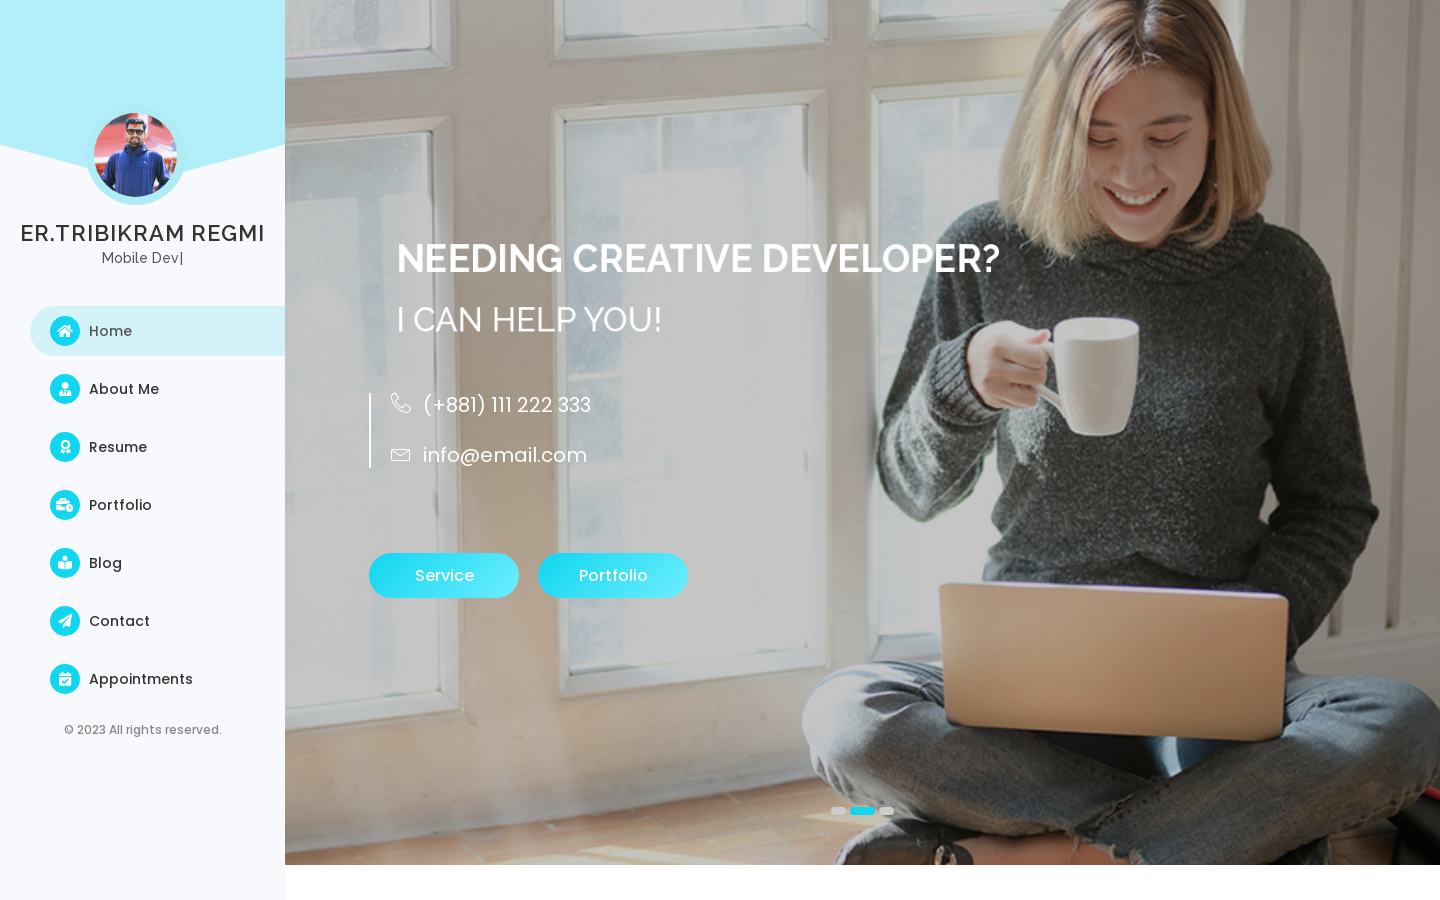 ER.TRIBIKRAM REGMI
Mobile Dev|
Home
About Me
Resume
Portfolio
Blog
Contact
Appointments
© 2023 All rights reserved.
NEEDING CREATIVE DEVELOPER?
I CAN HELP YOU!
(+881) 111 222 333
info@email.com
Service
Portfolio